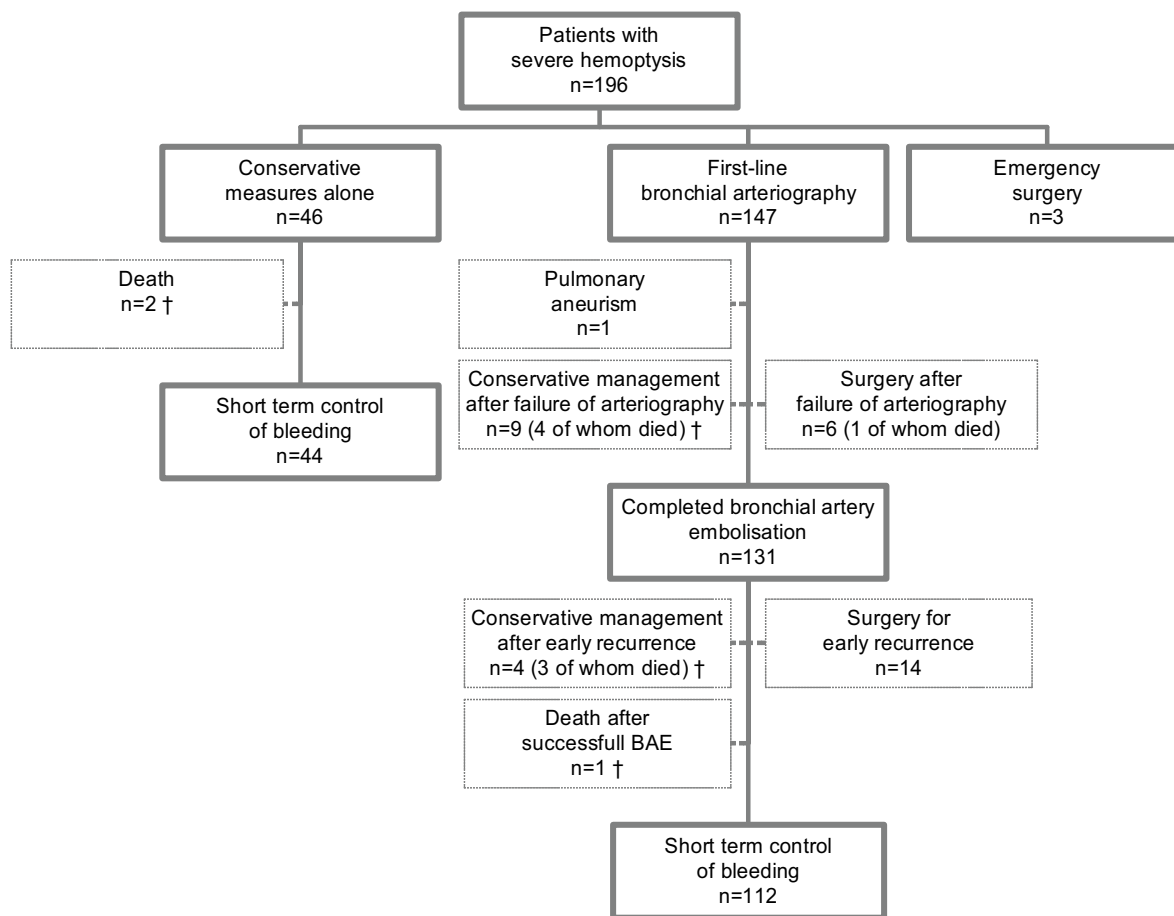 Patients with
severe hemoptysis
n=196
Conservative
measures alone
n=46
First-line
bronchial arteriography
n=147
Emergency
surgery
n=3
Death
n=2 †
Pulmonary
aneurism
n=1
Conservative management
after failure of arteriography
n=9 (4 of whom died) †
Surgery after
failure of arteriography
n=6 (1 of whom died)
Short term control
of bleeding
n=44
Completed bronchial artery
embolisation
n=131
Conservative management
after early recurrence
n=4 (3 of whom died) †
Surgery for
early recurrence
n=14
Death after
successfull BAE
n=1 †
Short term control
of bleeding
n=112